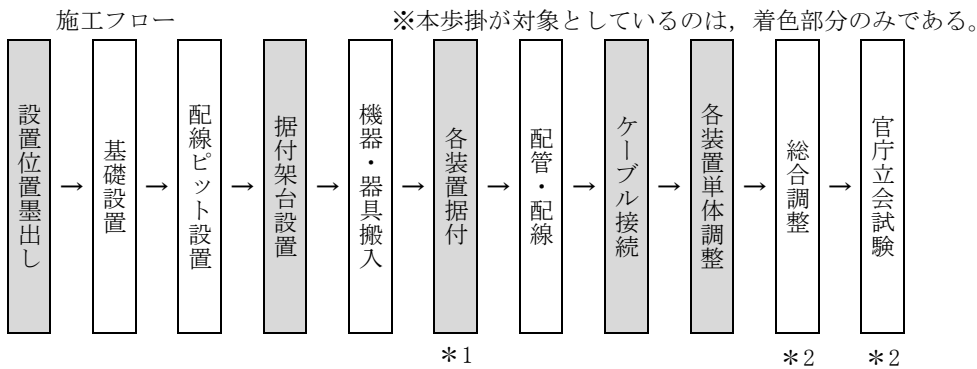 施工フロー
※本歩掛が対象としているのは，着色部分のみである。
設置位置墨出し
→
基礎設置
→
配線ピット設置
→
据付架台設置
→
機器・器具搬入
→
各装置据付
→
配管・配線
→
ケーブル接続
→
各装置単体調整
→
総合調整
→
官庁立会試験
＊1
＊2
＊2